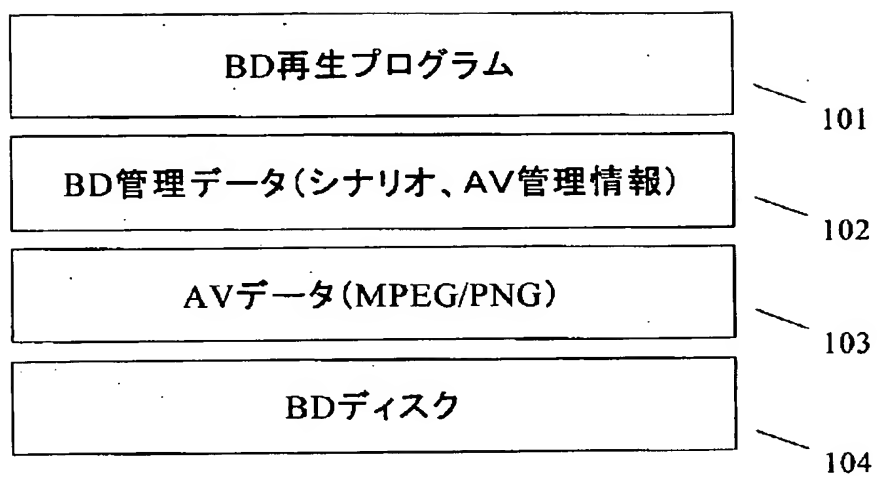 BD再生プログラム
101
BD管理データ(シナリオ、AV管理情報)
102
AVデータ(MPEG/PNG)
103
BDディスク
104